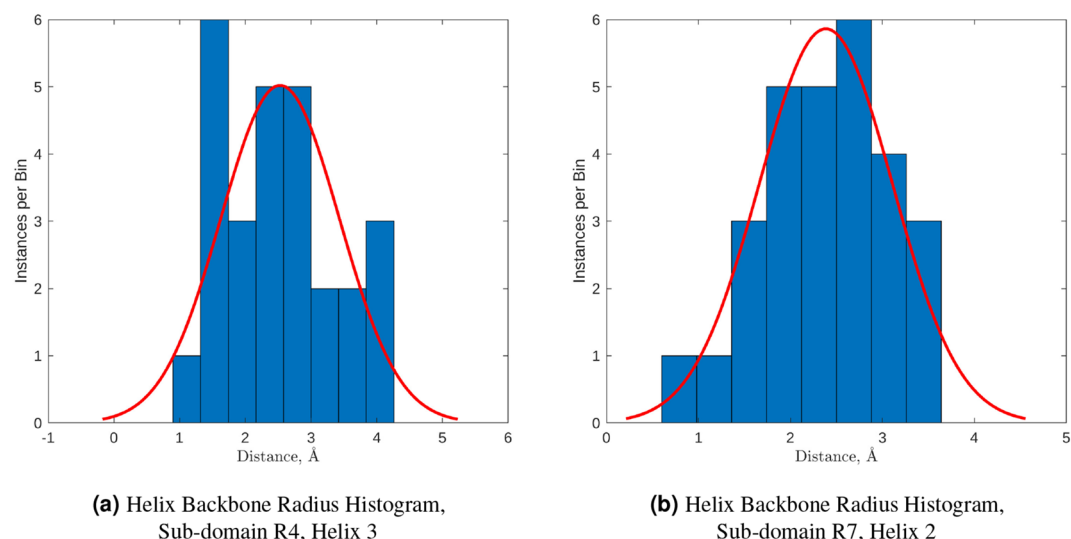 6
5
4
3
2
1
0
Instances per Bin
-1 0 1 2 3 4 5 6
Distance, Å
(a) Helix Backbone Radius Histogram,
Sub-domain R4, Helix 3
6
5
4
3
2
1
0
Instances per Bin
0 1 2 3 4 5
Distance, Å
(b) Helix Backbone Radius Histogram,
Sub-domain R7, Helix 2